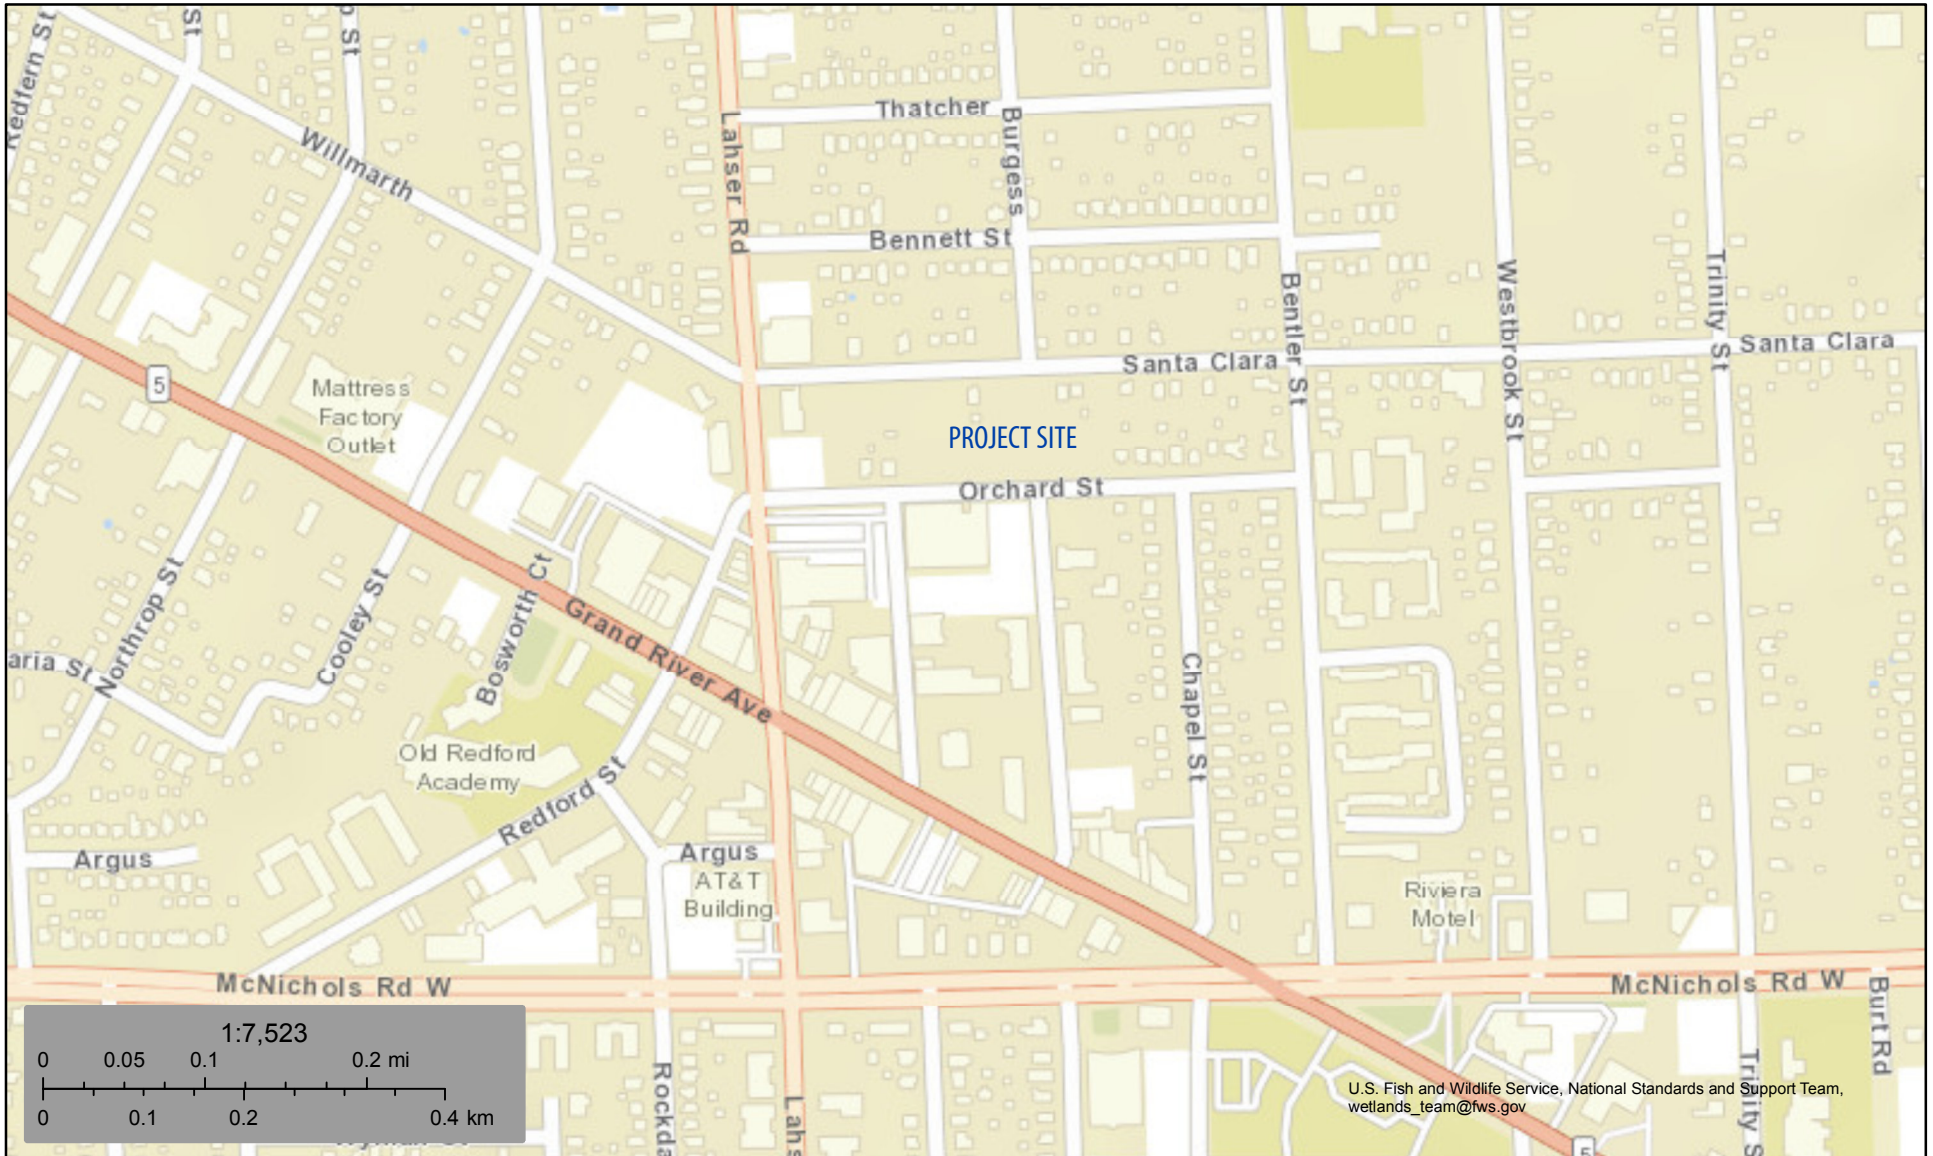 Redfern St
St
p St
Willmarth
Lahser Rd
Thatcher
Burgess
Bennett St
Bentler St
Westbrook St
Trinity St
Santa Clara
Santa Clara
5
Mattress
Factory
Outlet
PROJECT SITE
Orchard St
Northrop St
Cooley St
Bosworth Ct
Grand River Ave
aria St
Chapel St
Old Redford
Academy
Redford St
Argus
Argus
AT&T
Building
Riviera
Motel
McNichols Rd W
McNichols Rd W
Burt Rd
1:7,523
0 0.05 0.1 0.2 mi
0 0.1 0.2 0.4 km
Rockda
Lahs
Trinity S
5
U.S. Fish and Wildlife Service, National Standards and Support Team,
wetlands_team@fws.gov